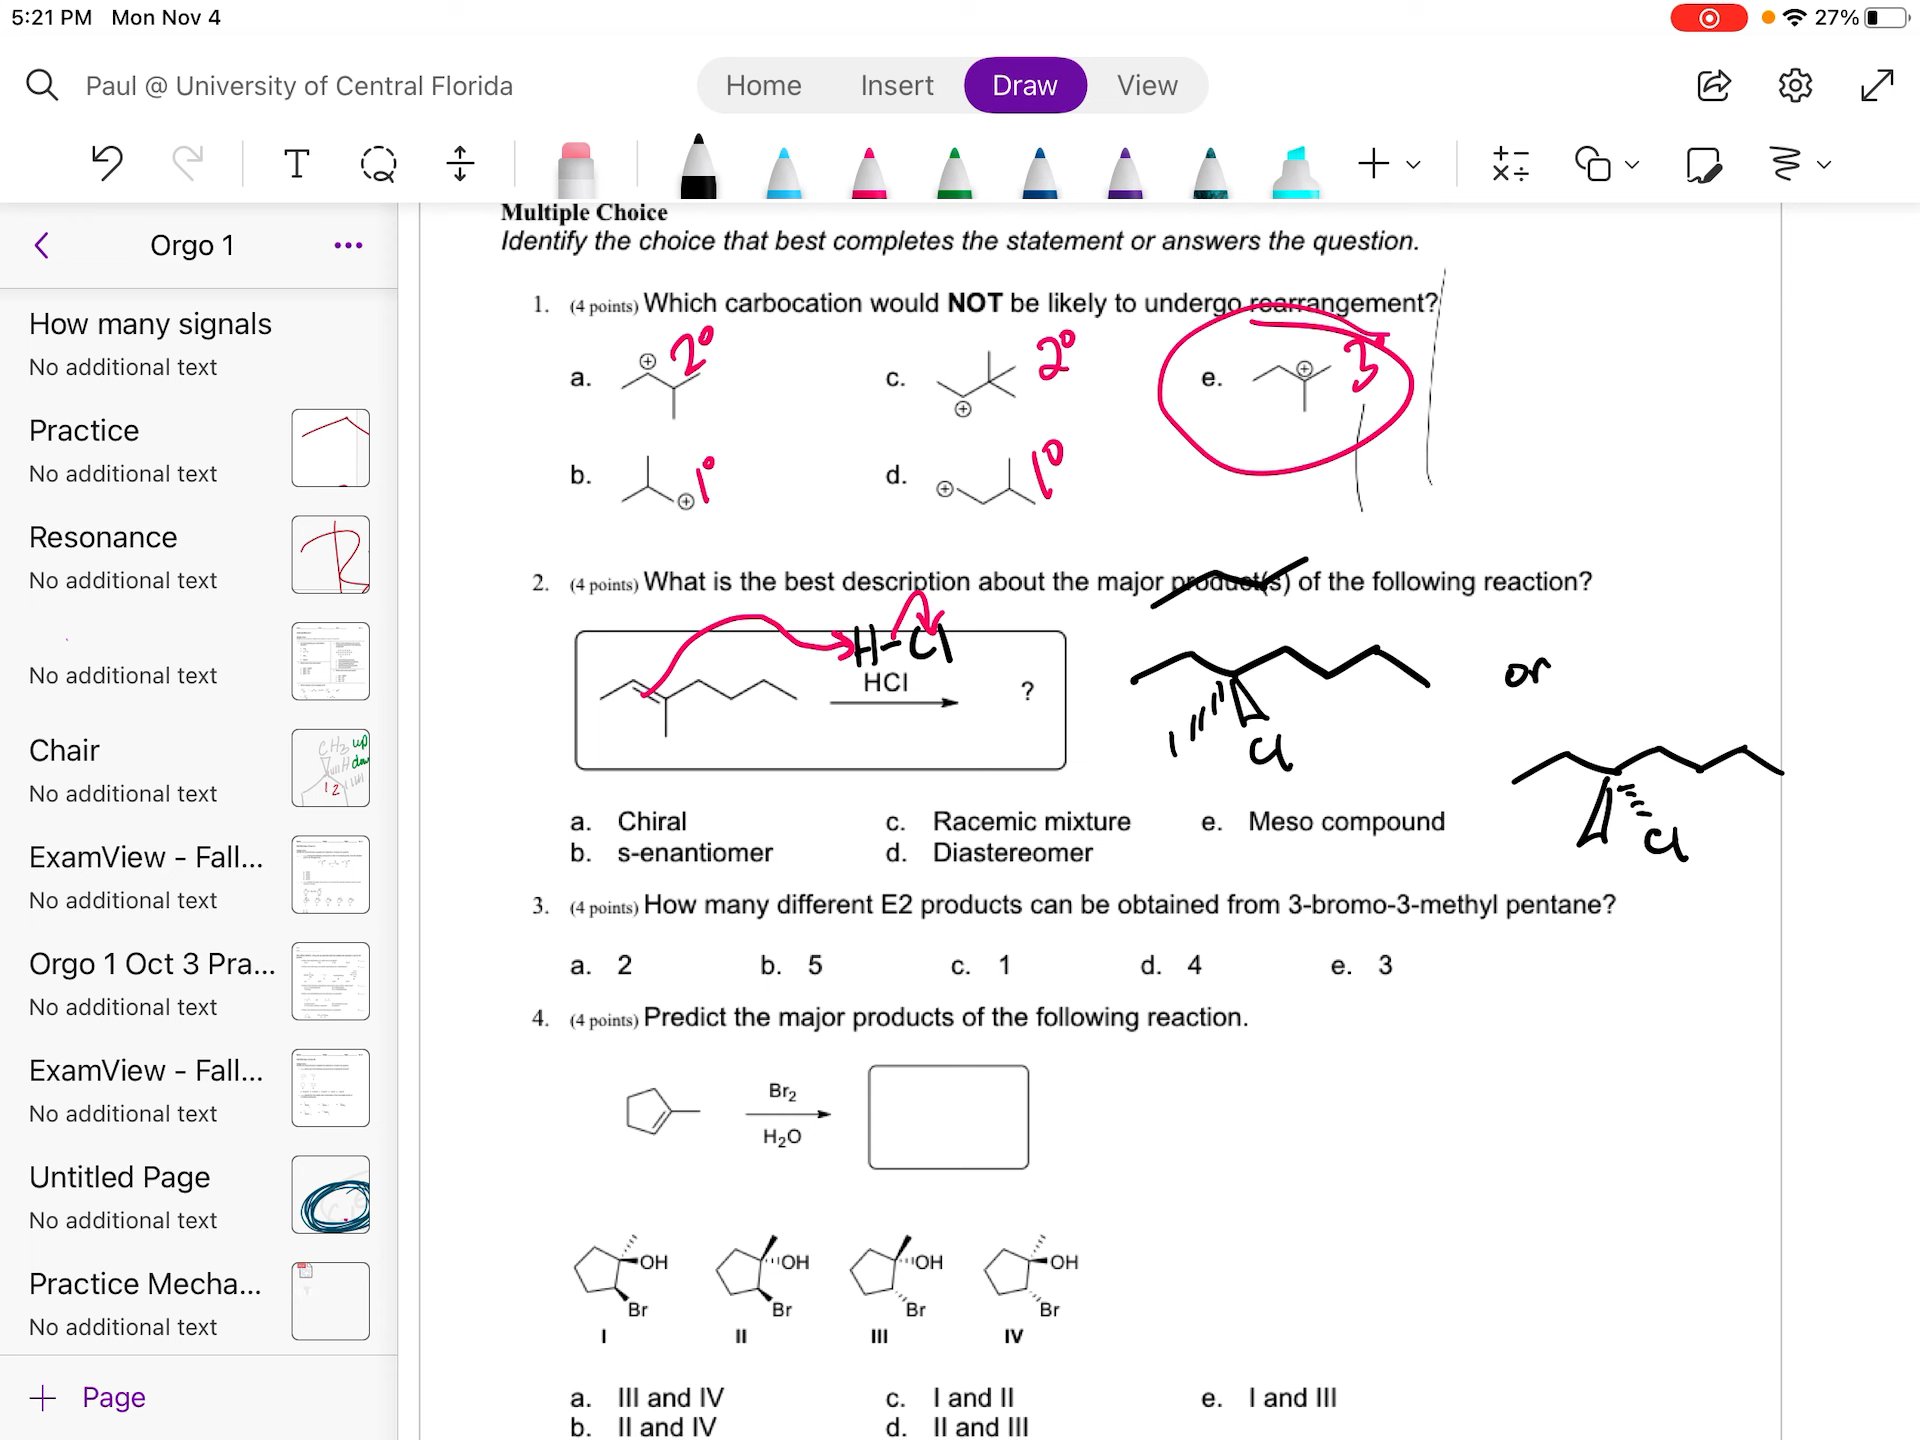 5:21 PM Mon Nov 4
27%
Paul @ University of Central Florida
Home Insert Draw View
T
Orgo 1
How many signals
No additional text
Practice
No additional text
Resonance
No additional text
No additional text
Chair
No additional text
ExamView - Fall...
No additional text
Orgo 1 Oct 3 Pra...
No additional text
ExamView - Fall...
No additional text
Untitled Page
No additional text
Practice Mecha...
No additional text
+ Page
Multiple Choice
Identify the choice that best completes the statement or answers the question.
1. (4 points) Which carbocation would NOT be likely to undergo rearrangement?
a. ⊕ 2° c. ⊕ 2° e. ⊕ 3°
b. ⊕ 1° d. ⊕ 1°
2. (4 points) What is the best description about the major product(s) of the following reaction?
H-Cl
HCl
?
Cl
or
Cl
a. Chiral c. Racemic mixture e. Meso compound
b. s-enantiomer d. Diastereomer
3. (4 points) How many different E2 products can be obtained from 3-bromo-3-methyl pentane?
a. 2 b. 5 c. 1 d. 4 e. 3
4. (4 points) Predict the major products of the following reaction.
Br₂
H₂O
OH OH OH OH
Br Br Br Br
I II III IV
a. III and IV c. I and II e. I and III
b. II and IV d. II and III